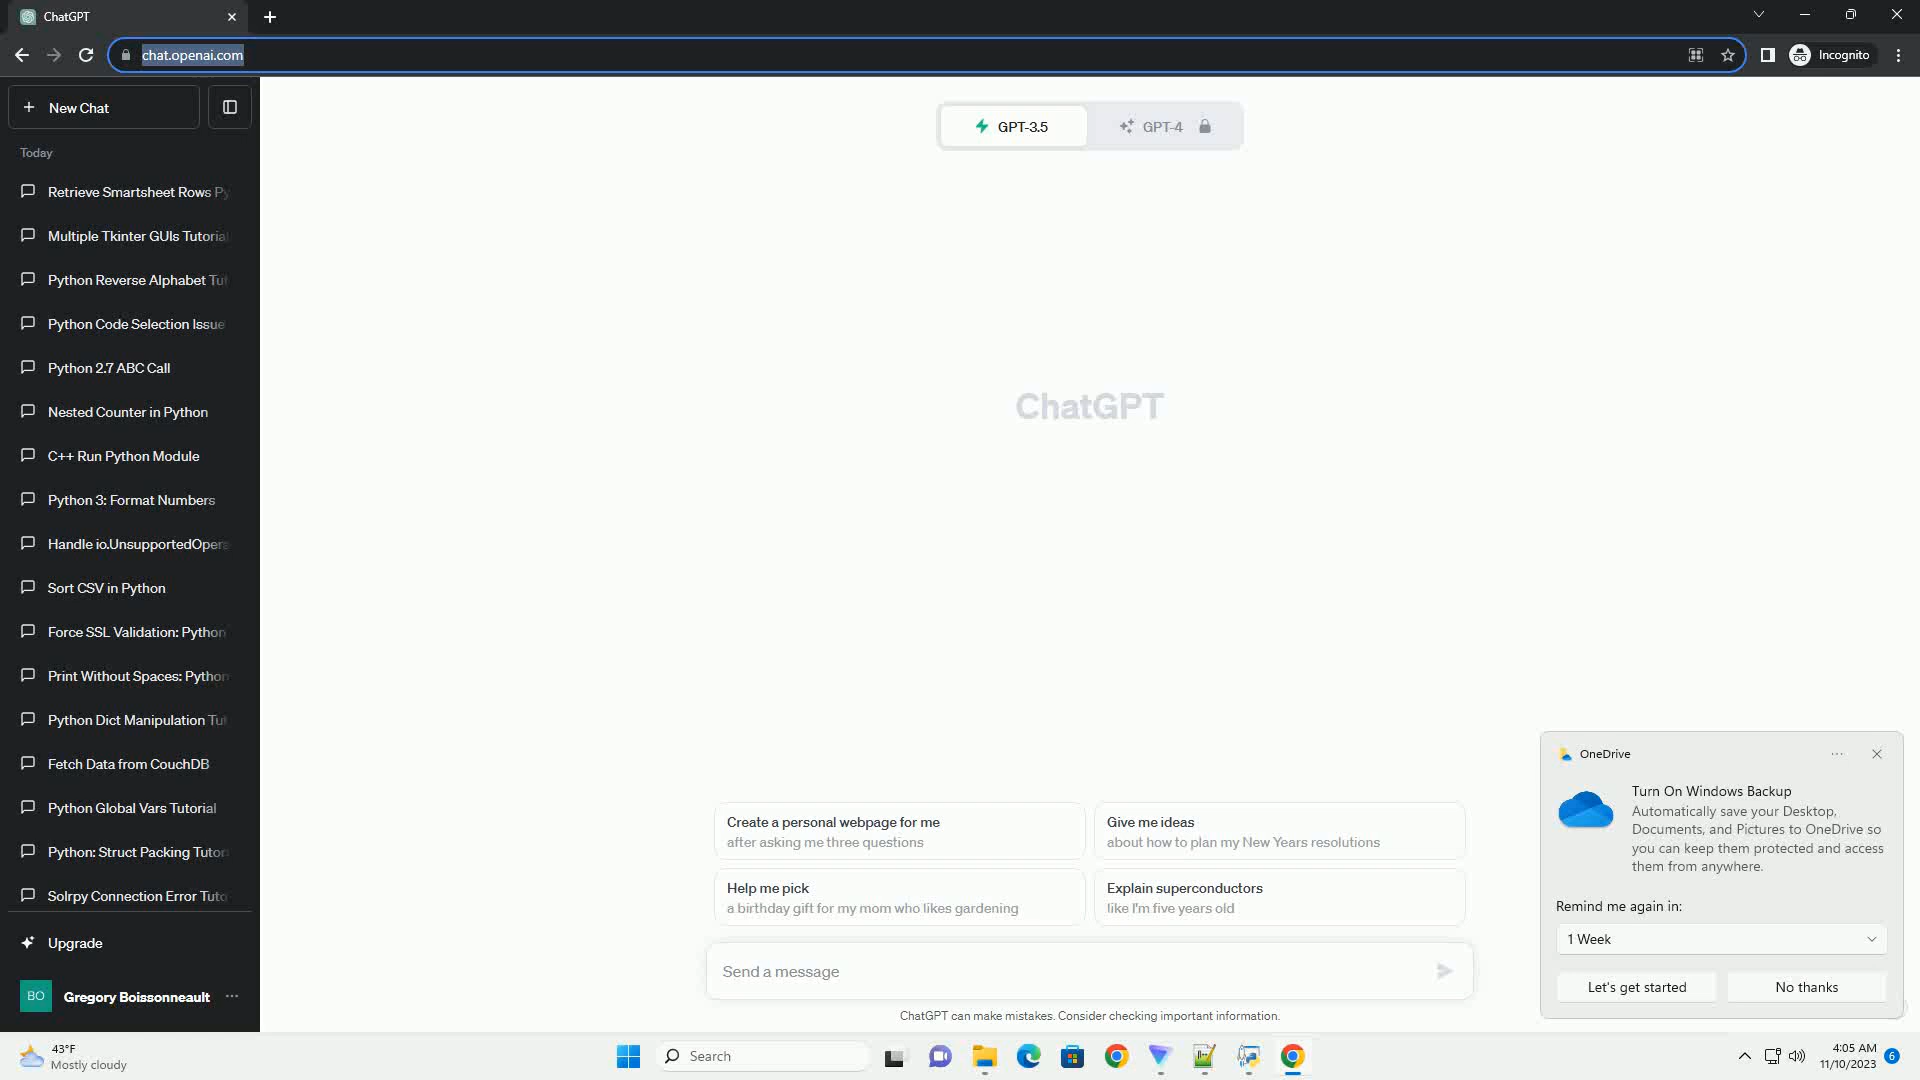 ChatGPT
chat.openai.com
Incognito
New Chat
Today
Retrieve Smartsheet Rows Py
Multiple Tkinter GUIs Tutorial
Python Reverse Alphabet Tut
Python Code Selection Issue
Python 2.7 ABC Call
Nested Counter in Python
C++ Run Python Module
Python 3: Format Numbers
Handle io.UnsupportedOpera
Sort CSV in Python
Force SSL Validation: Python
Print Without Spaces: Python
Python Dict Manipulation Tut
Fetch Data from CouchDB
Python Global Vars Tutorial
Python: Struct Packing Tutor
Solrpy Connection Error Tuto
Upgrade
BO
Gregory Boissonneault
GPT-3.5
GPT-4
ChatGPT
Create a personal webpage for me
after asking me three questions
Give me ideas
about how to plan my New Years resolutions
Help me pick
a birthday gift for my mom who likes gardening
Explain superconductors
like I'm five years old
Send a message
ChatGPT can make mistakes. Consider checking important information.
OneDrive
Turn On Windows Backup
Automatically save your Desktop,
Documents, and Pictures to OneDrive so
you can keep them protected and access
them from anywhere.
Remind me again in:
1 Week
Let's get started
No thanks
43°F
Mostly cloudy
Search
4:05 AM
11/10/2023
6